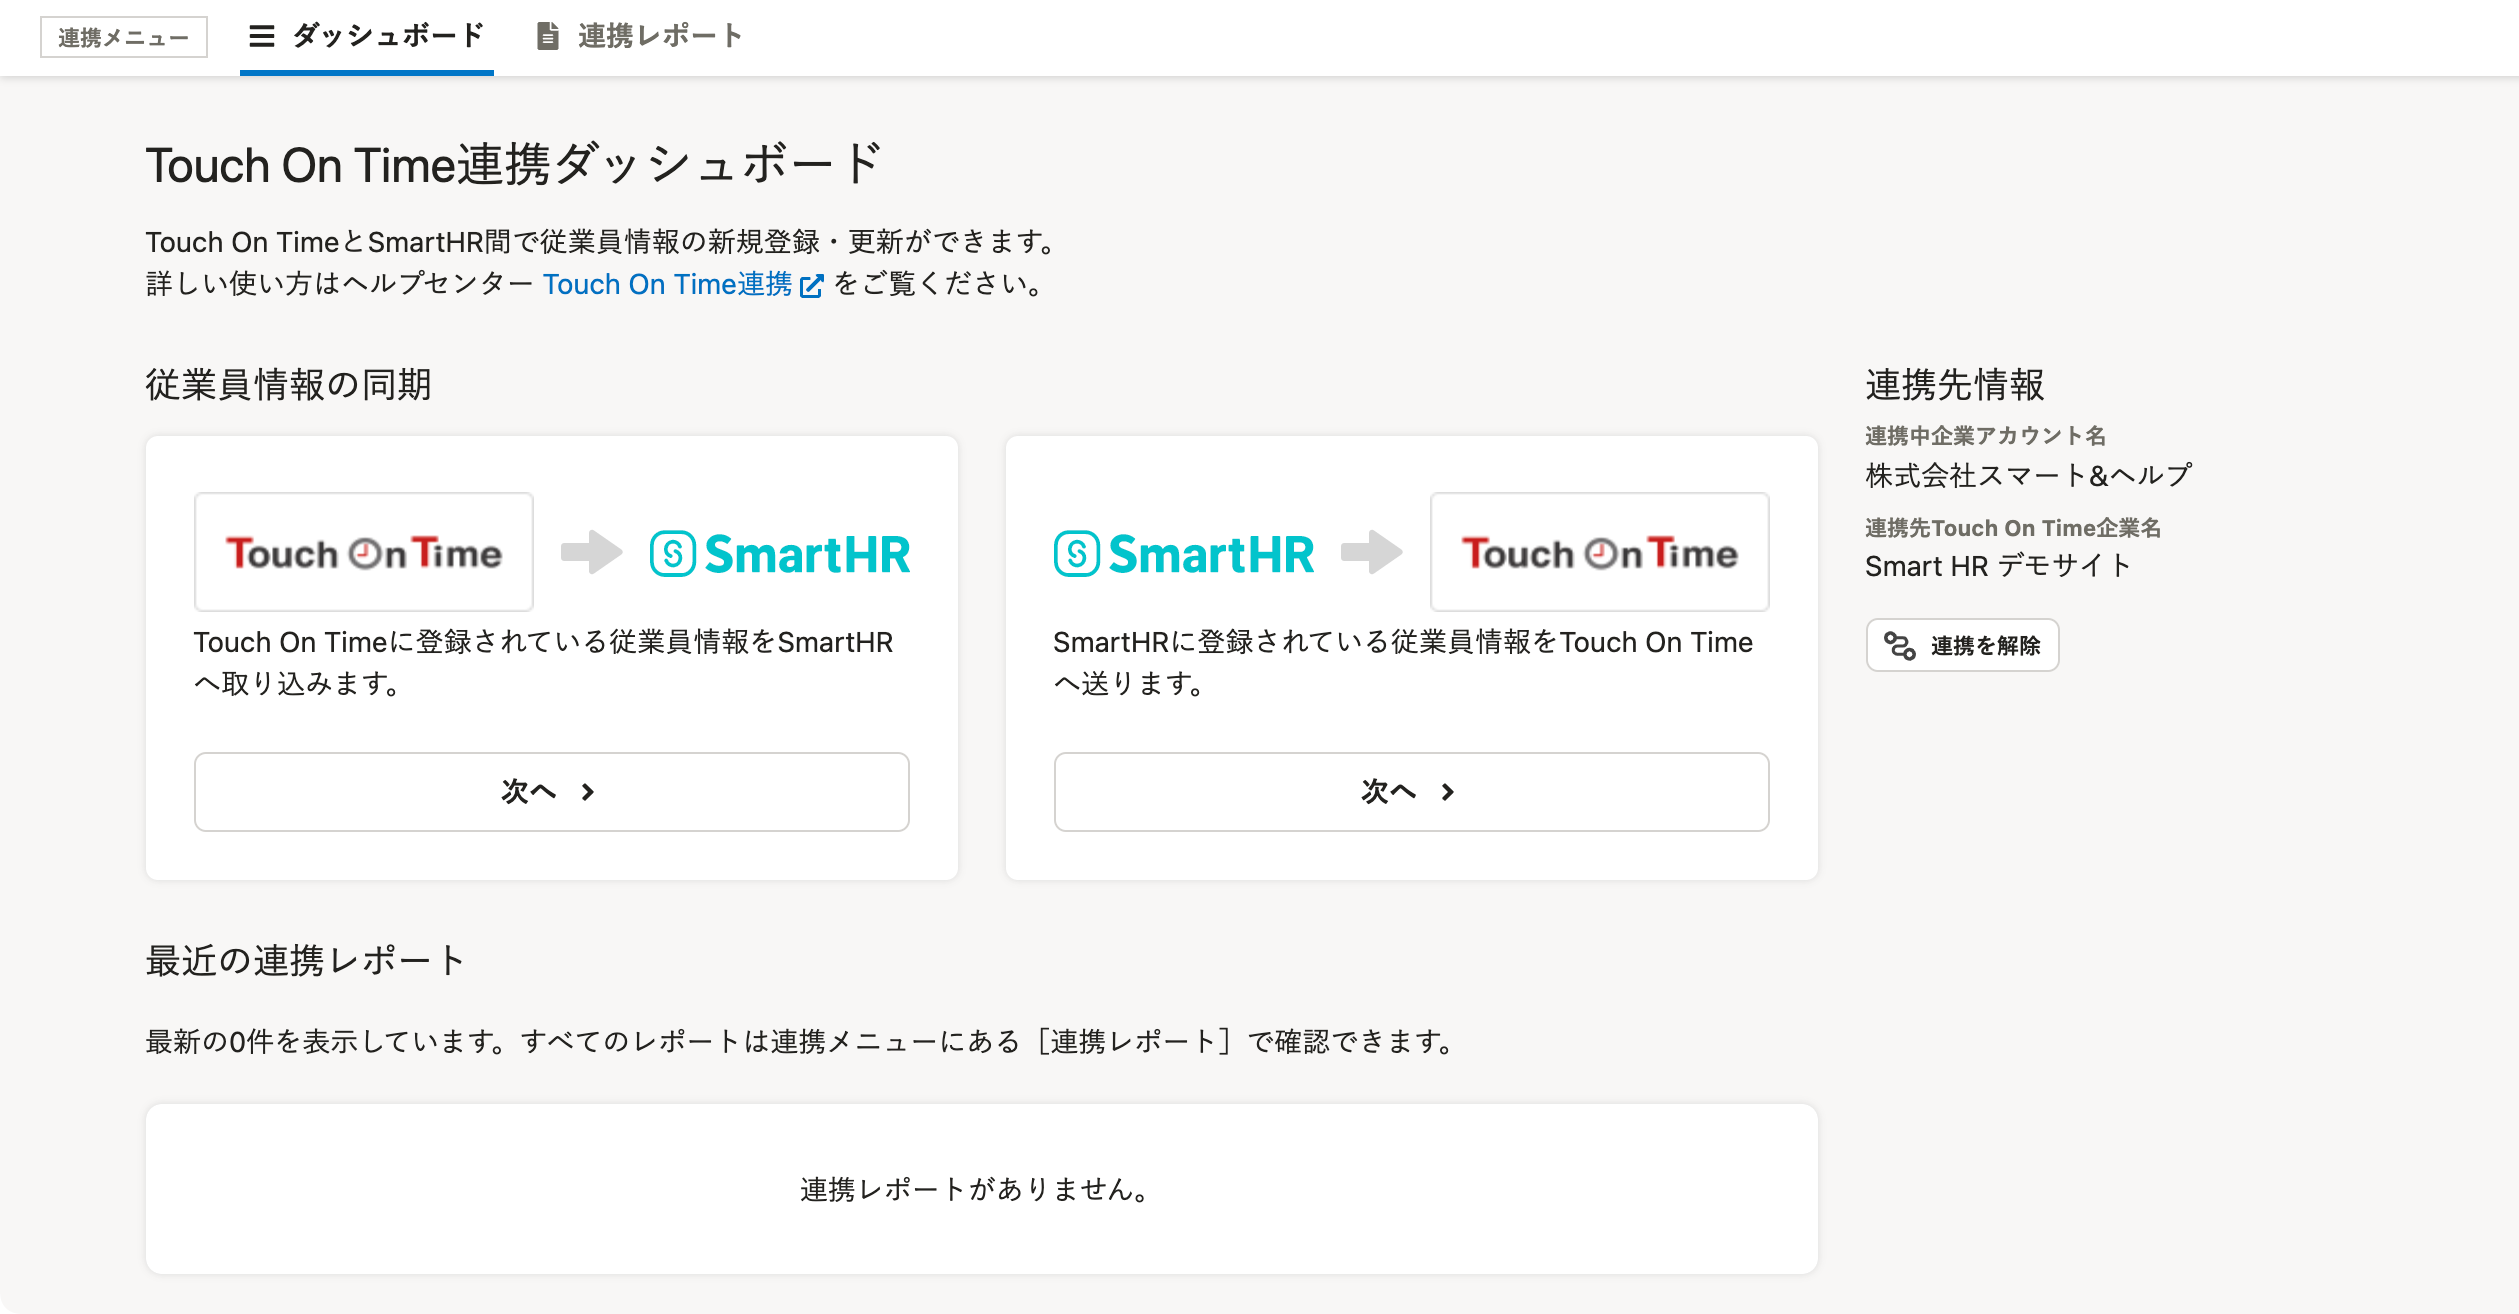 連携メニュー
ダッシュボード
連携レポート
Touch On Time連携ダッシュボード
Touch On TimeとSmartHR間で従業員情報の新規登録・更新ができます。
詳しい使い方はヘルプセンター Touch On Time連携 をご覧ください。
従業員情報の同期
Touch On Time
SmartHR
Touch On Timeに登録されている従業員情報をSmartHR
へ取り込みます。
次へ
SmartHR
Touch On Time
SmartHRに登録されている従業員情報をTouch On Time
へ送ります。
次へ
連携先情報
連携中企業アカウント名
株式会社スマート&ヘルプ
連携先Touch On Time企業名
Smart HR デモサイト
連携を解除
最近の連携レポート
最新の0件を表示しています。すべてのレポートは連携メニューにある［連携レポート］で確認できます。
連携レポートがありません。